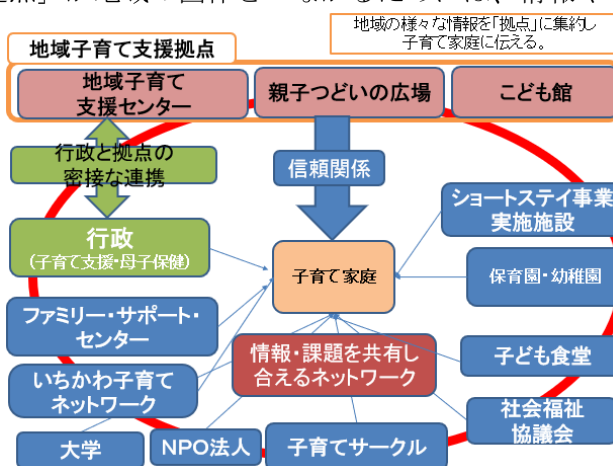 地域の様々な情報を「拠点」に集約し
子育て家庭に伝える。
地域子育て支援拠点
地域子育て
支援センター
親子つどいの広場
こども館
行政と拠点の
密接な連携
信頼関係
ショートステイ事業
実施施設
行政
(子育て支援・母子保健)
子育て家庭
保育園・幼稚園
ファミリー・サポート・
センター
情報・課題を共有し
合えるネットワーク
子ども食堂
いちかわ子育て
ネットワーク
社会福祉
協議会
大学
NPO法人
子育てサークル